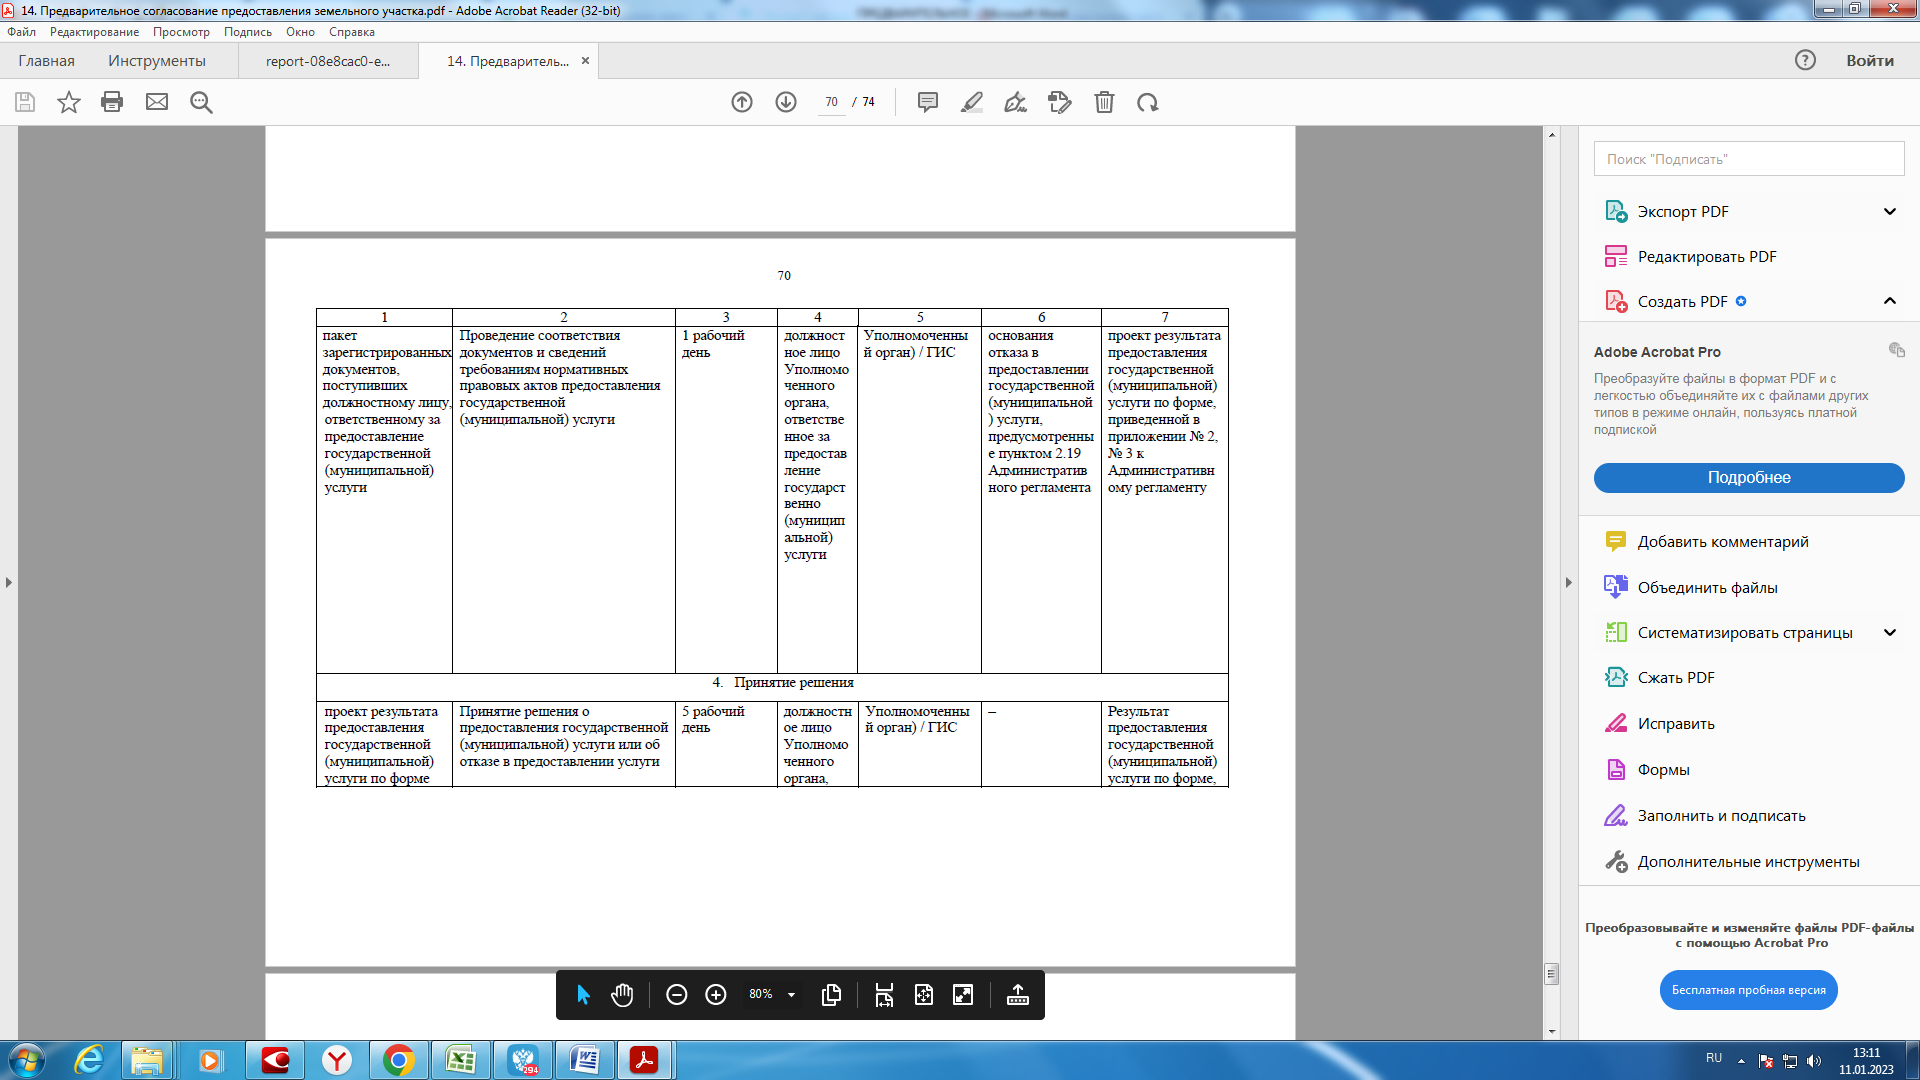 14. Предварительное согласование предоставления земельного участка.pdf - Adobe Acrobat Reader (32-bit)
Файл Редактирование Просмотр Подпись Окно Справка
Главная Инструменты report-08e8cac0-e... 14. Предваритель... × Войти
70 / 74
Поиск "Подписать"
Экспорт PDF
Редактировать PDF
Создать PDF
Adobe Acrobat Pro
Преобразуйте файлы в формат PDF и с
легкостью объединяйте их с файлами других
типов в режиме онлайн, пользуясь платной
подпиской
Подробнее
Добавить комментарий
Объединить файлы
Систематизировать страницы
Сжать PDF
Исправить
Формы
Заполнить и подписать
Дополнительные инструменты
Преобразовывайте и изменяйте файлы PDF-файлы
с помощью Acrobat Pro
Бесплатная пробная версия
70
1 2 3 4 5 6 7
пакет
зарегистрированных
документов,
поступивших
должностному лицу,
ответственному за
предоставление
государственной
(муниципальной)
услуги
Проведение соответствия
документов и сведений
требованиям нормативных
правовых актов предоставления
государственной
(муниципальной) услуги
1 рабочий
день
должност
ное лицо
Уполномо
ченного
органа,
ответстве
нное за
предостав
ление
государст
венно
(муницип
альной)
услуги
Уполномоченны
й орган) / ГИС
основания
отказа в
предоставлении
государственной
(муниципальной
) услуги,
предусмотренны
е пунктом 2.19
Административ
ного регламента
проект результата
предоставления
государственной
(муниципальной)
услуги по форме,
приведенной в
приложении № 2,
№ 3 к
Административн
ому регламенту
4. Принятие решения
проект результата
предоставления
государственной
(муниципальной)
услуги по форме
Принятие решения о
предоставления государственной
(муниципальной) услуги или об
отказе в предоставлении услуги
5 рабочий
день
должностн
ое лицо
Уполномо
ченного
органа,
Уполномоченны
й орган) / ГИС
–
Результат
предоставления
государственной
(муниципальной)
услуги по форме,
80%
294
RU
13:11
11.01.2023